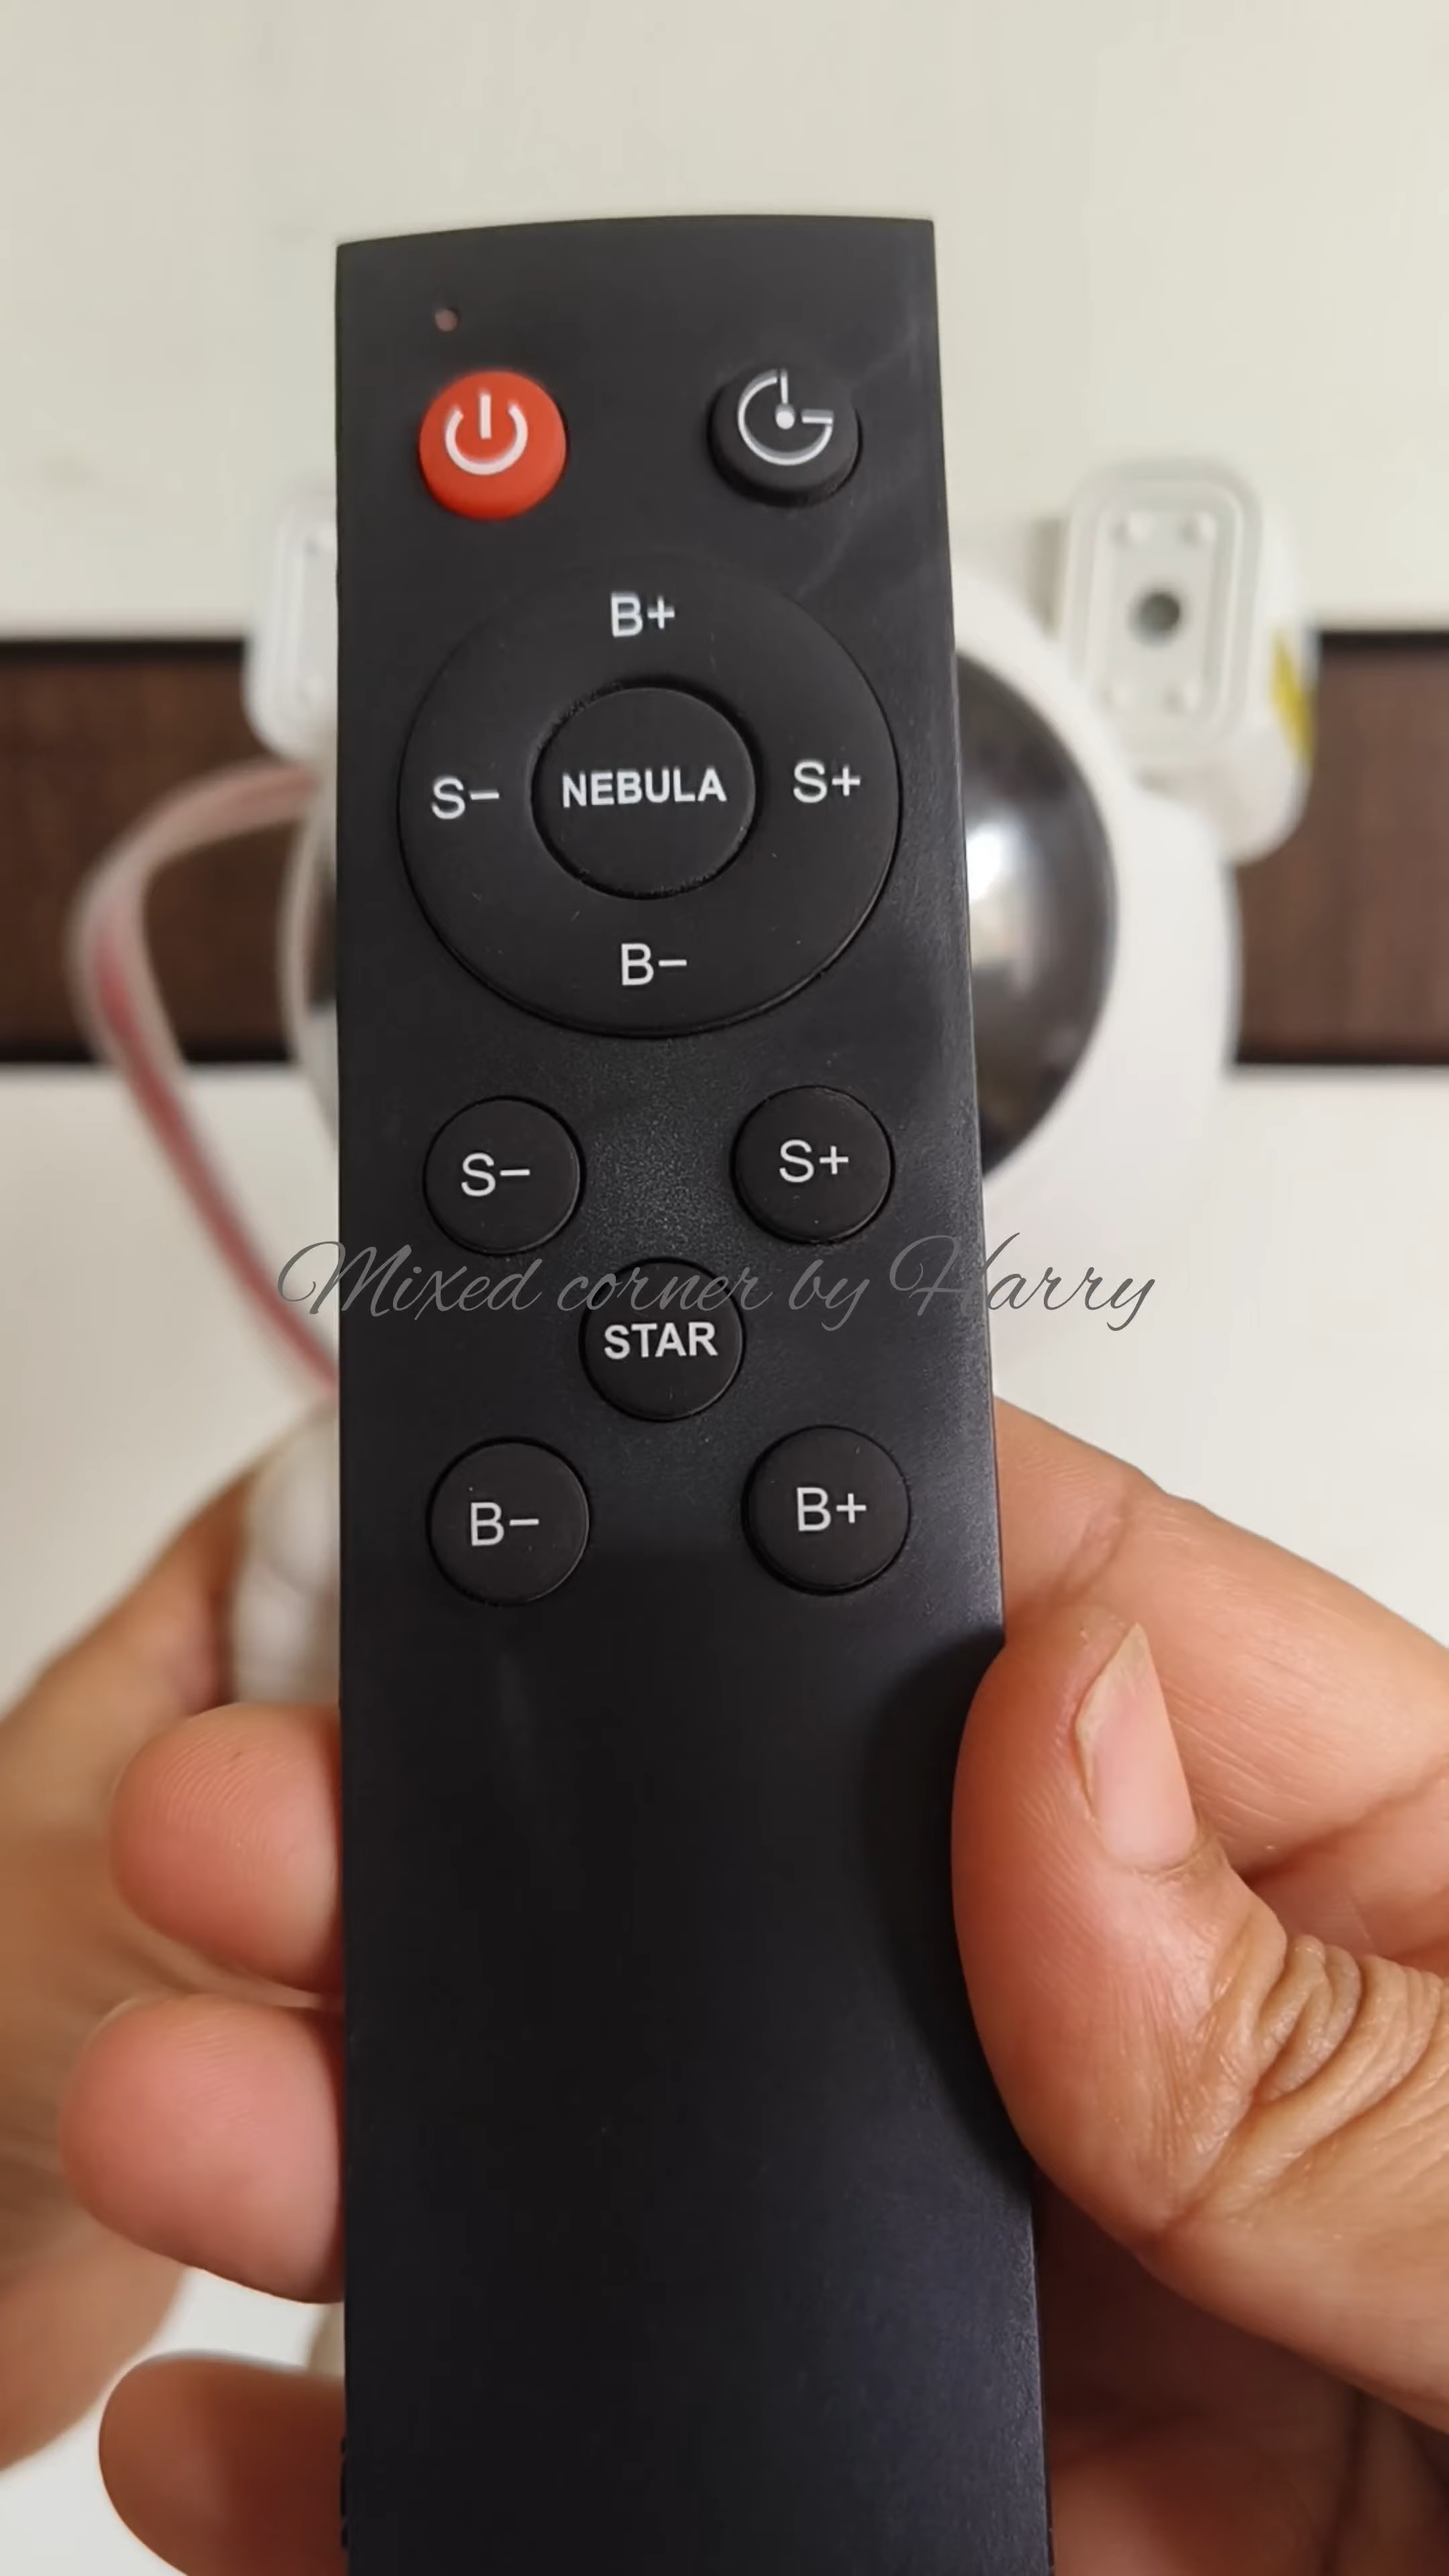 B+
S− NEBULA S+
B−
S− S+
Mixed corner by Harry
STAR
B− B+